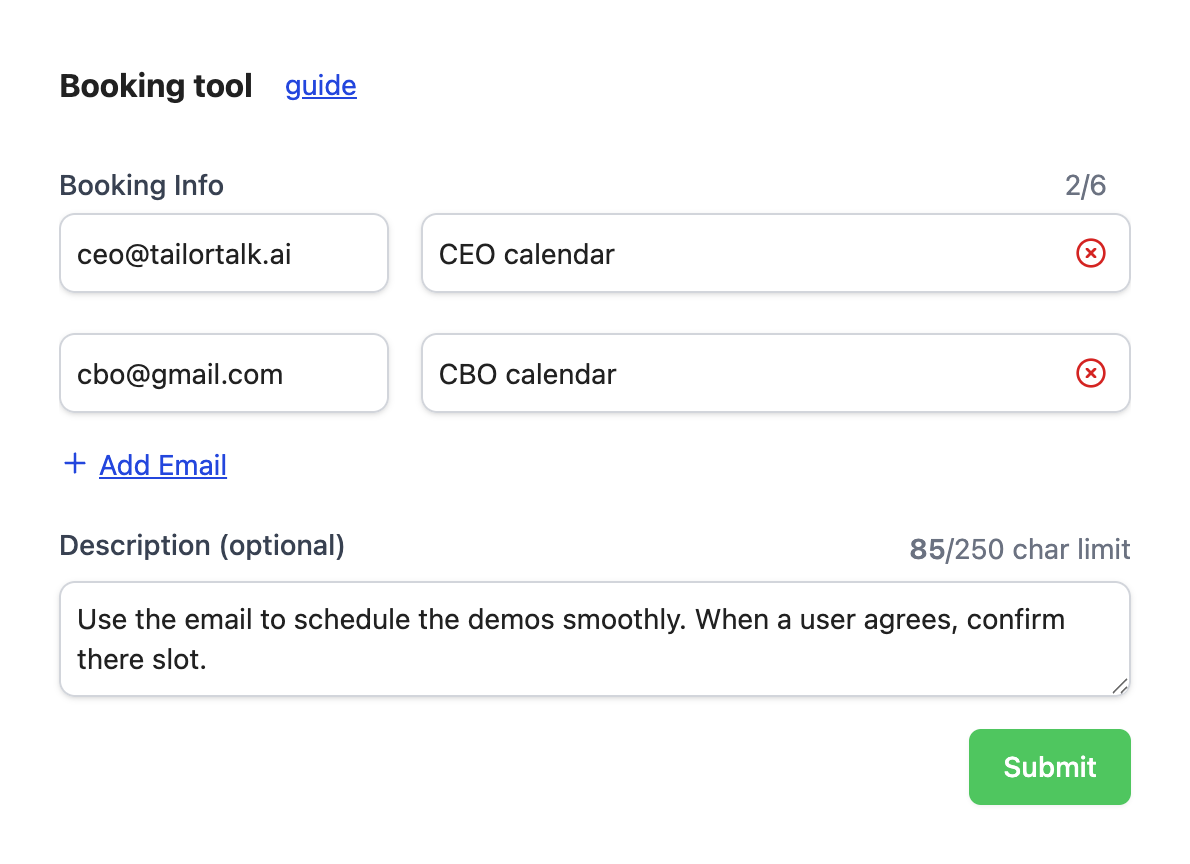 Booking tool guide
Booking Info 2/6
ceo@tailortalk.ai CEO calendar
cbo@gmail.com CBO calendar
+ Add Email
Description (optional) 85/250 char limit
Use the email to schedule the demos smoothly. When a user agrees, confirm
there slot.
Submit